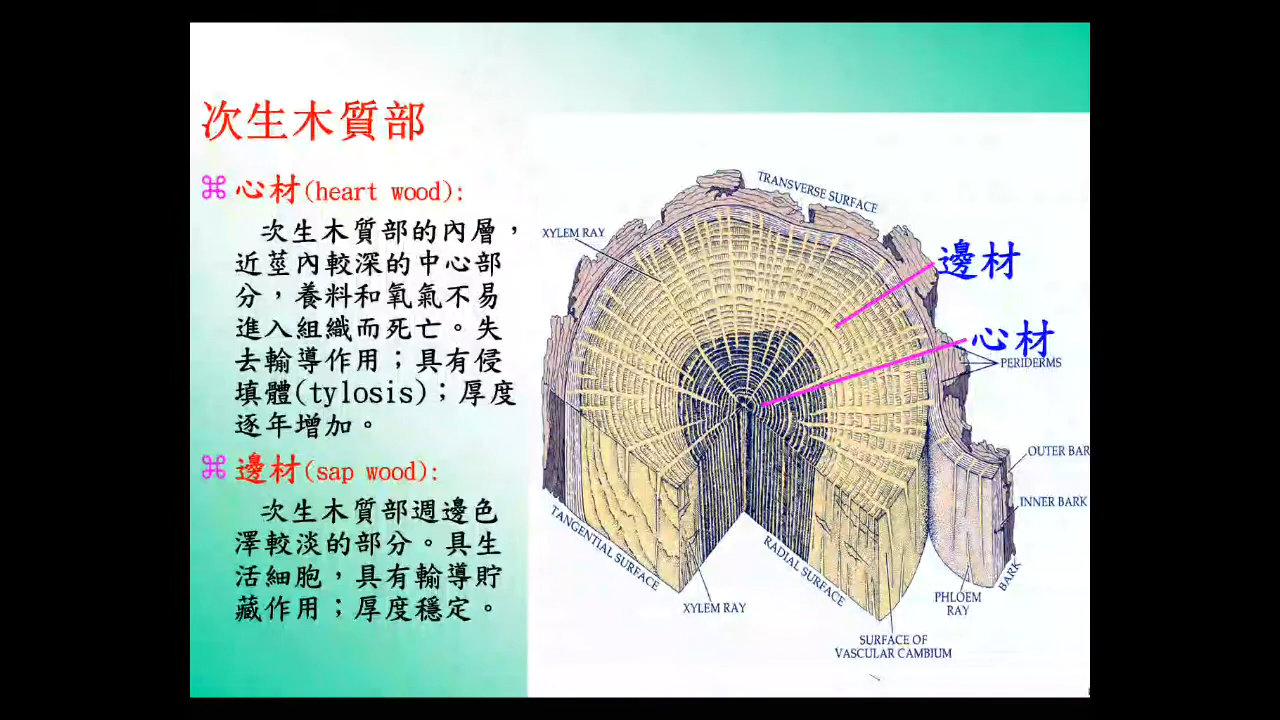 次生木質部
⌘ 心材(heart wood):
次生木質部的內層，
近莖內較深的中心部
分，養料和氧氣不易
進入組織而死亡。失
去輸導作用；具有侵
填體(tylosis)；厚度
逐年增加。
⌘ 邊材(sap wood):
次生木質部週邊色
澤較淡的部分。具生
活細胞，具有輸導貯
藏作用；厚度穩定。
TRANSVERSE SURFACE
XYLEM RAY
邊材
心材
PERIDERMS
OUTER BAR
INNER BARK
BARK
TANGENTIAL SURFACE
RADIAL SURFACE
XYLEM RAY
PHLOEM
RAY
SURFACE OF
VASCULAR CAMBIUM